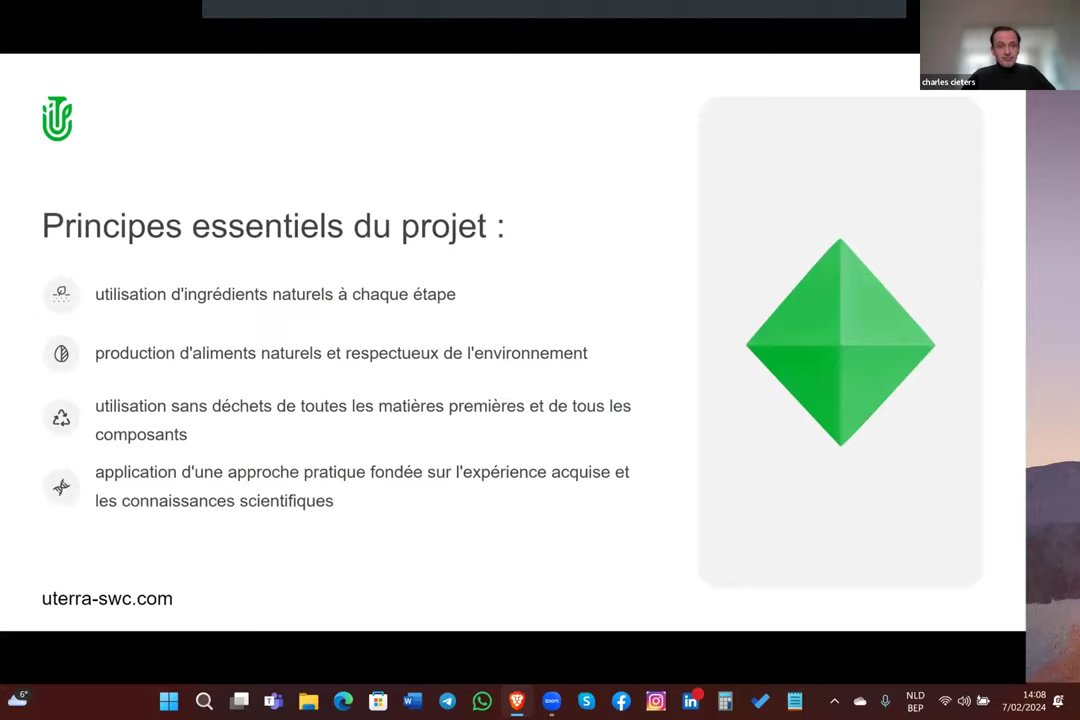 charles cieters
Principes essentiels du projet :
utilisation d'ingrédients naturels à chaque étape
production d'aliments naturels et respectueux de l'environnement
utilisation sans déchets de toutes les matières premières et de tous les
composants
application d'une approche pratique fondée sur l'expérience acquise et
les connaissances scientifiques
uterra-swc.com
6°
zoom
NLD
BEP
14:08
7/02/2024